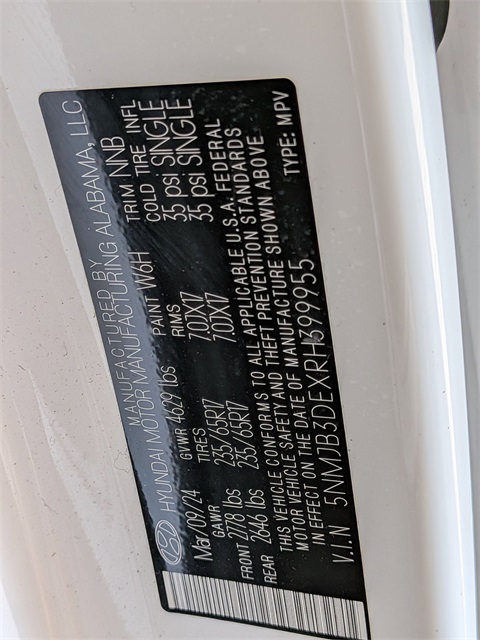 MANUFACTURED BY
HYUNDAI MOTOR MANUFACTURING ALABAMA, LLC
Mar/09/24 GVWR 4629 lbs PAINT W6H TRIM NNB
GAWR TIRES RIMS COLD TIRE INFL
FRONT 2778 lbs 235/65R17 7.0JX17 35 psi SINGLE
REAR 2646 lbs 235/65R17 7.0JX17 35 psi SINGLE
THIS VEHICLE CONFORMS TO ALL APPLICABLE U.S.A. FEDERAL
MOTOR VEHICLE SAFETY AND THEFT PREVENTION STANDARDS
IN EFFECT ON THE DATE OF MANUFACTURE SHOWN ABOVE
V.I.N 5NMJB3DEXRH399955 TYPE: MPV